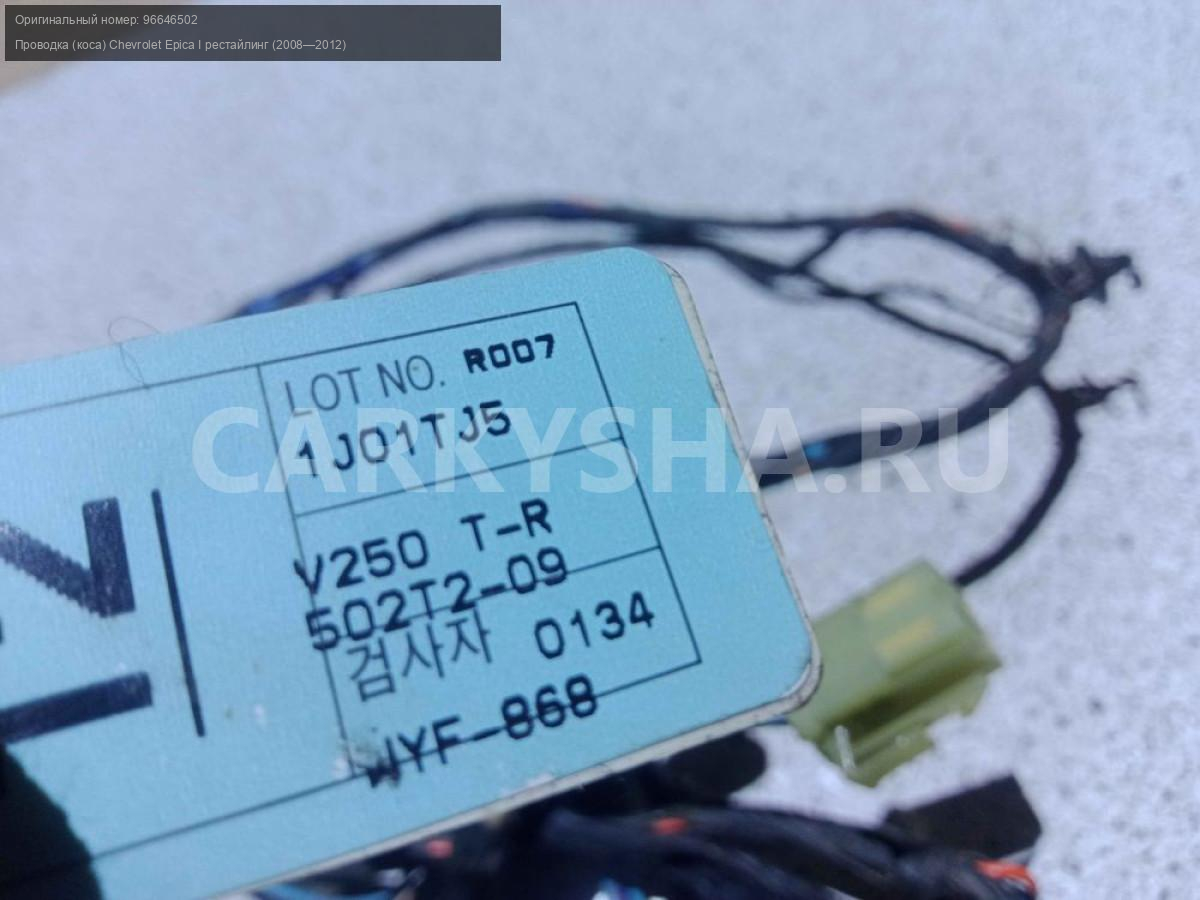 Оригинальный номер: 96646502
Проводка (коса) Chevrolet Epica I рестайлинг (2008—2012)
LOT NO. R007
1J01TJ5
CARKYSHA.RU
V250 T-R
502T2-09
검사자 0134
WYF-868